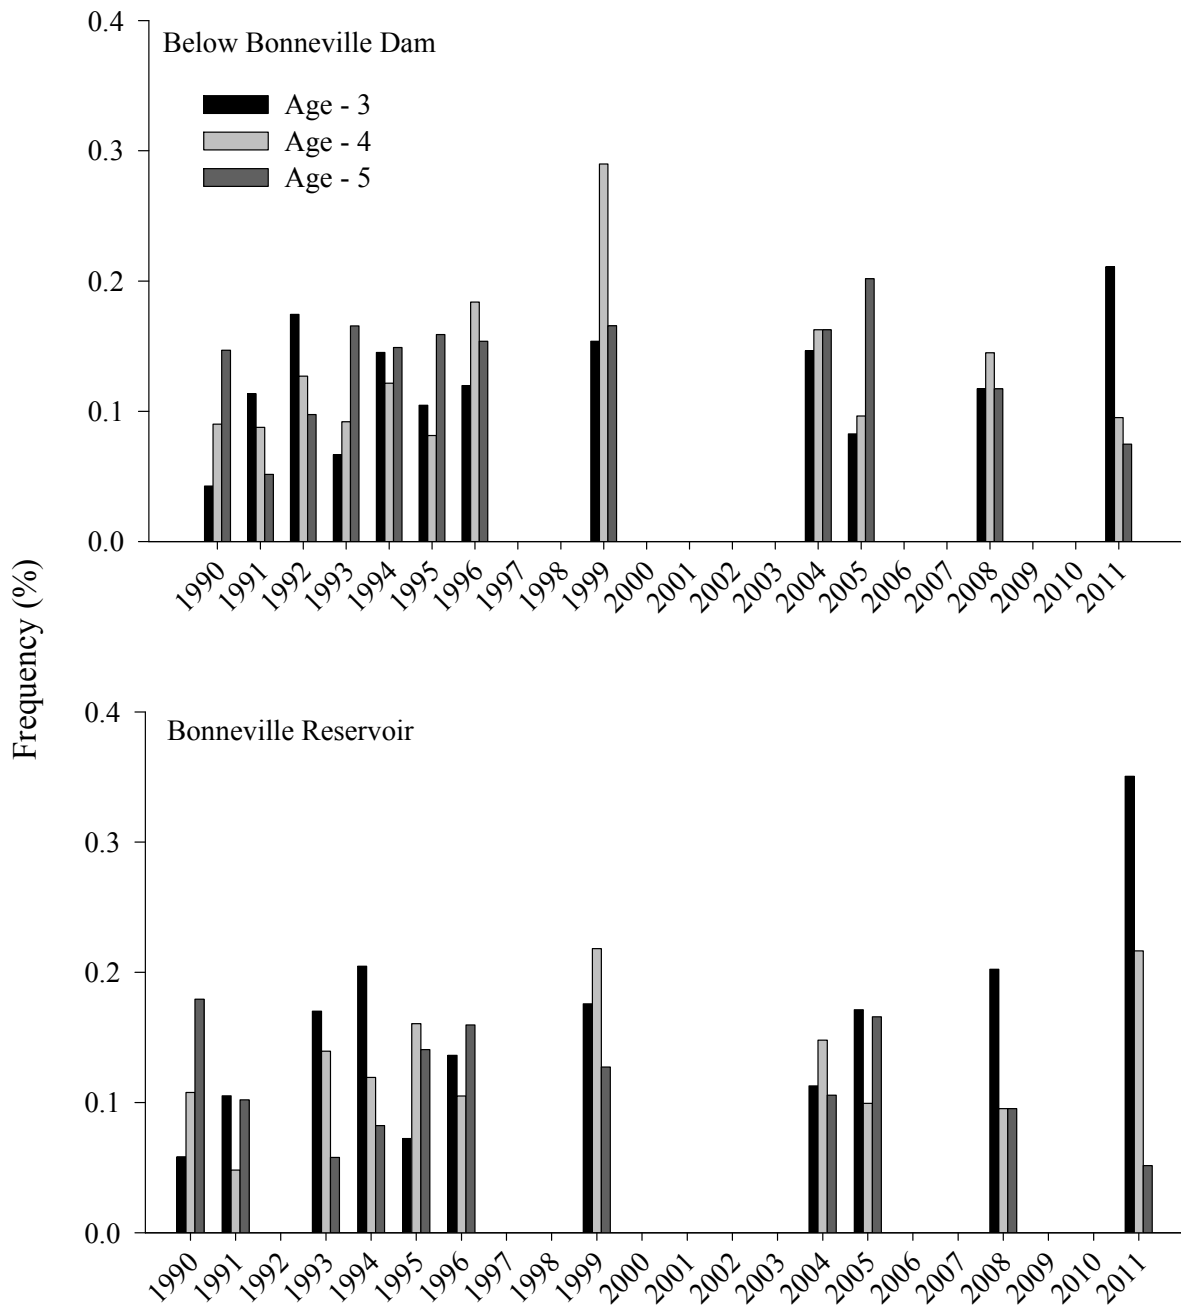 Frequency (%)
Below Bonneville Dam
Age - 3
Age - 4
Age - 5
0.4
0.3
0.2
0.1
0.0
1990 1991 1992 1993 1994 1995 1996 1997 1998 1999 2000 2001 2002 2003 2004 2005 2006 2007 2008 2009 2010 2011
Bonneville Reservoir
0.4
0.3
0.2
0.1
0.0
1990 1991 1992 1993 1994 1995 1996 1997 1998 1999 2000 2001 2002 2003 2004 2005 2006 2007 2008 2009 2010 2011